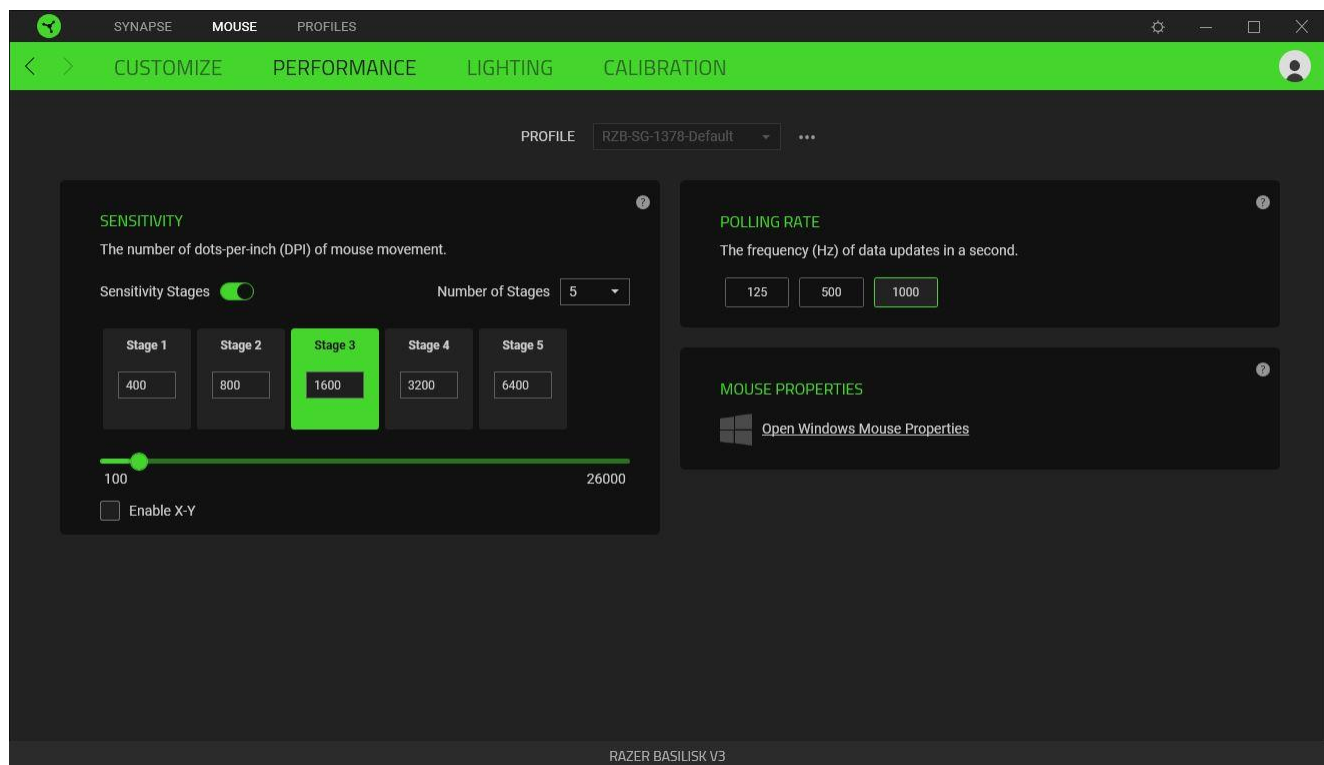 SYNAPSE MOUSE PROFILES
CUSTOMIZE PERFORMANCE LIGHTING CALIBRATION
PROFILE RZB-SG-1378-Default
SENSITIVITY
The number of dots-per-inch (DPI) of mouse movement.
Sensitivity Stages Number of Stages 5
Stage 1 Stage 2 Stage 3 Stage 4 Stage 5
400 800 1600 3200 6400
100 26000
Enable X-Y
POLLING RATE
The frequency (Hz) of data updates in a second.
125 500 1000
MOUSE PROPERTIES
Open Windows Mouse Properties
RAZER BASILISK V3